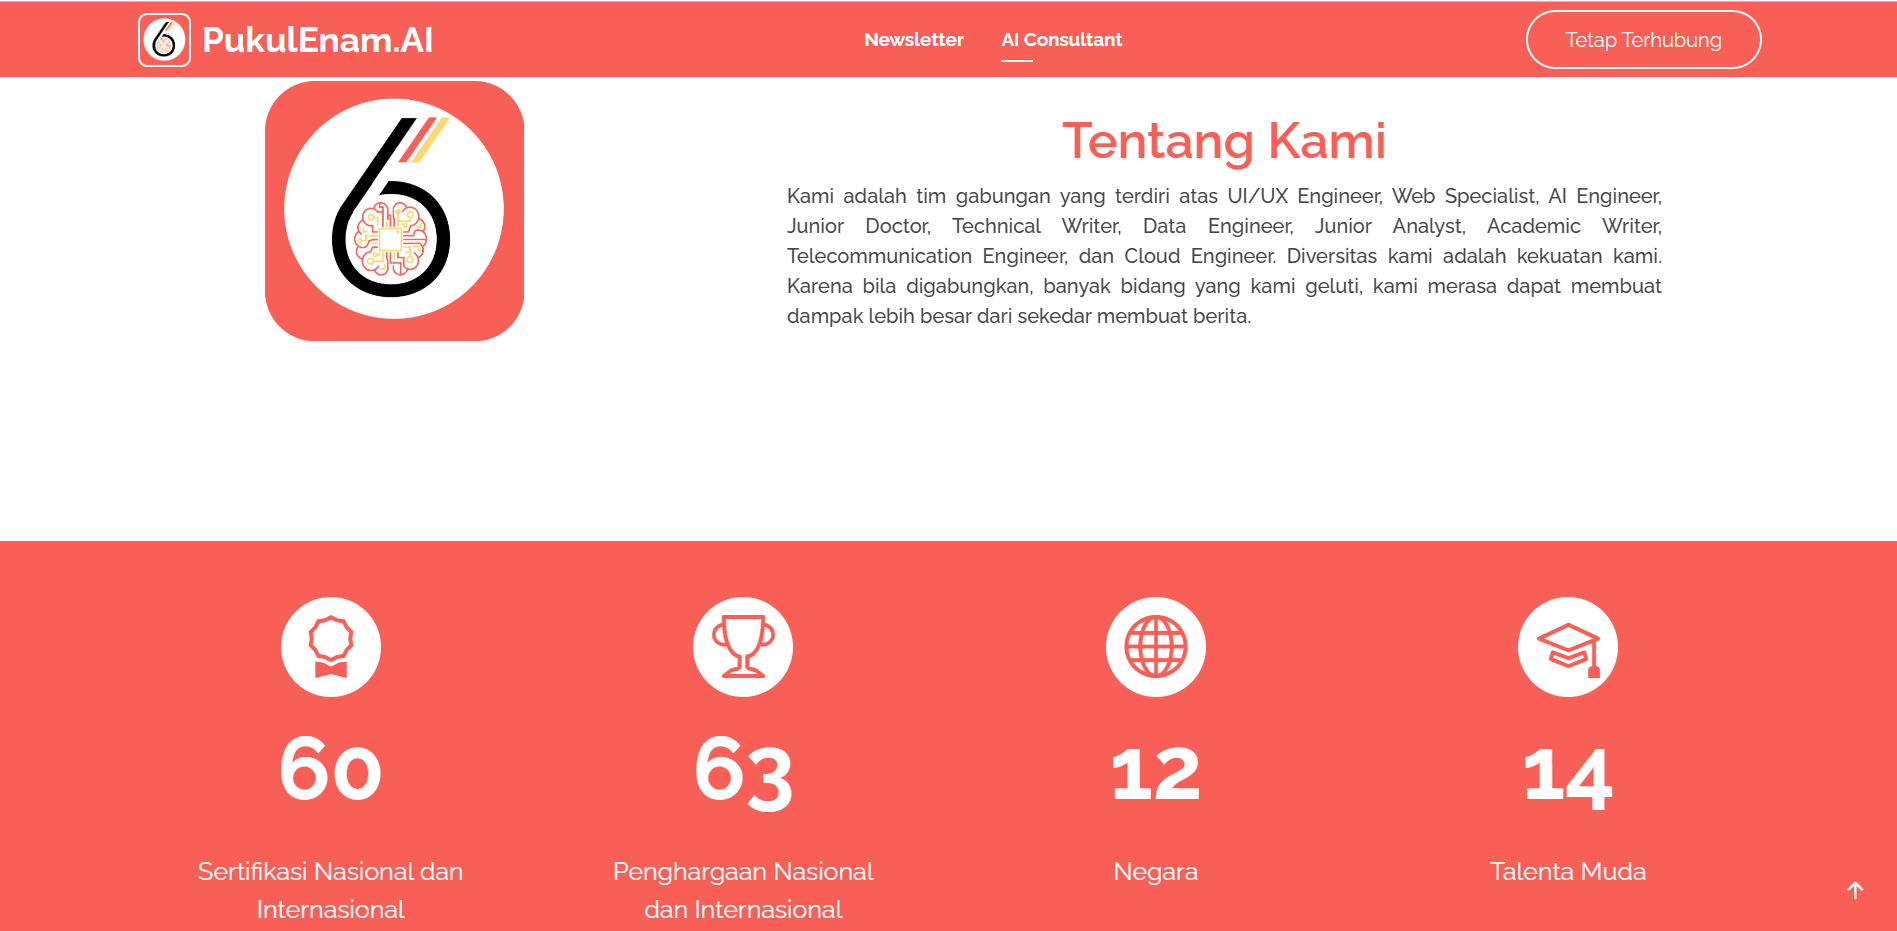 PukulEnam.AI
Newsletter
AI Consultant
Tetap Terhubung
Tentang Kami
Kami adalah tim gabungan yang terdiri atas UI/UX Engineer, Web Specialist, AI Engineer,
Junior Doctor, Technical Writer, Data Engineer, Junior Analyst, Academic Writer,
Telecommunication Engineer, dan Cloud Engineer. Diversitas kami adalah kekuatan kami.
Karena bila digabungkan, banyak bidang yang kami geluti, kami merasa dapat membuat
dampak lebih besar dari sekedar membuat berita.
60
Sertifikasi Nasional dan
Internasional
63
Penghargaan Nasional
dan Internasional
12
Negara
14
Talenta Muda